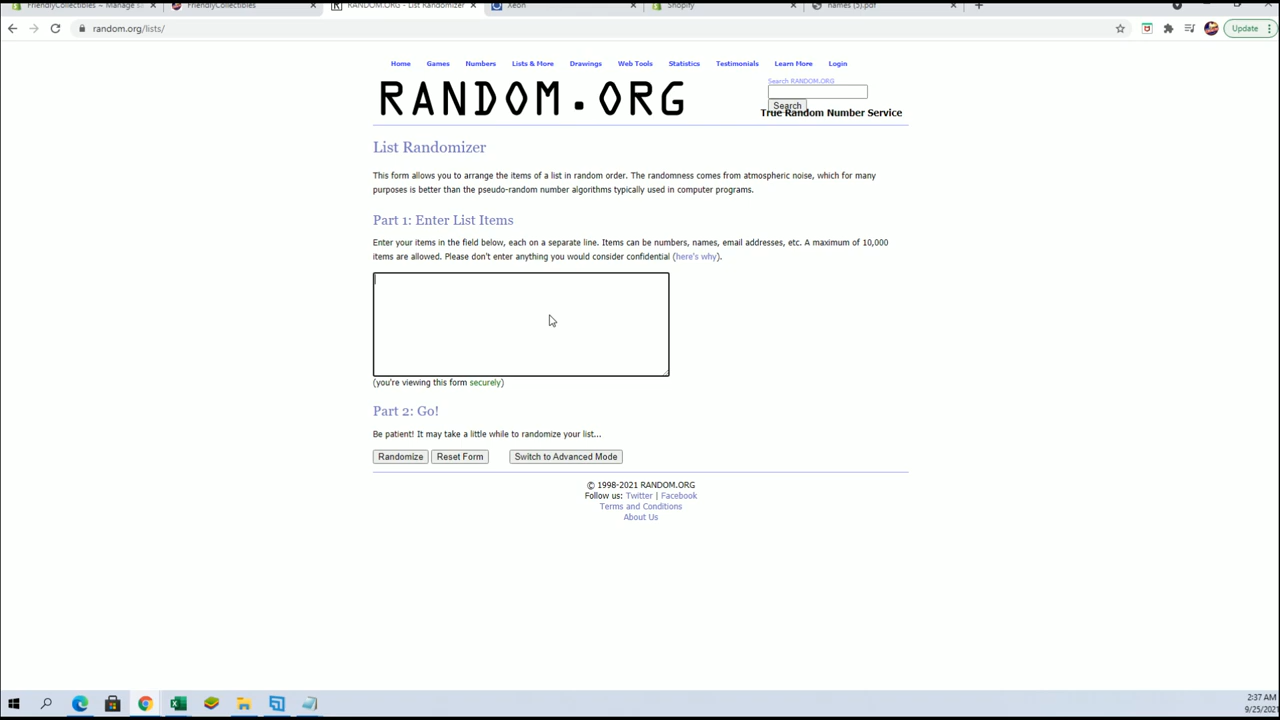 FriendlyCollectibles ~ Manage s
FriendlyCollectibles
RANDOM.ORG - List Randomizer
Xeon
Shopify
names (5).pdf
random.org/lists/
Update
Home Games Numbers Lists & More Drawings Web Tools Statistics Testimonials Learn More Login
RANDOM.ORG
Search RANDOM.ORG
Search
True Random Number Service
List Randomizer
This form allows you to arrange the items of a list in random order. The randomness comes from atmospheric noise, which for many
purposes is better than the pseudo-random number algorithms typically used in computer programs.
Part 1: Enter List Items
Enter your items in the field below, each on a separate line. Items can be numbers, names, email addresses, etc. A maximum of 10,000
items are allowed. Please don't enter anything you would consider confidential (here's why).
(you're viewing this form securely)
Part 2: Go!
Be patient! It may take a little while to randomize your list...
Randomize Reset Form Switch to Advanced Mode
© 1998-2021 RANDOM.ORG
Follow us: Twitter | Facebook
Terms and Conditions
About Us
2:37 AM
9/25/2021